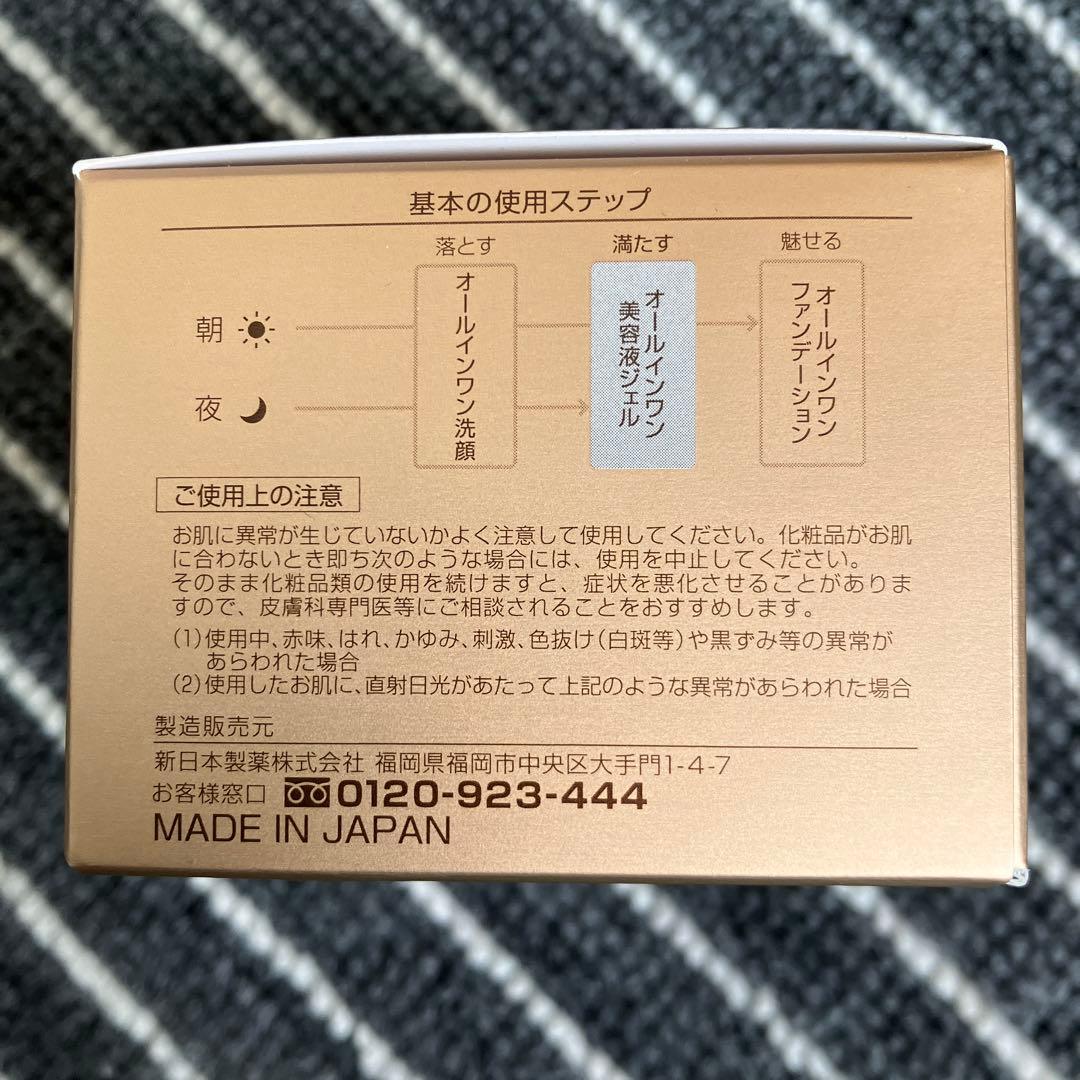 基本の使用ステップ
落とす 満たす 魅せる
朝
夜
オールインワン洗顔
オールインワン
美容液ジェル
オールインワン
ファンデーション
ご使用上の注意
お肌に異常が生じていないかよく注意して使用してください。化粧品がお肌
に合わないとき即ち次のような場合には、使用を中止してください。
そのまま化粧品類の使用を続けますと、症状を悪化させることがありま
すので、皮膚科専門医等にご相談されることをおすすめします。
(1)使用中、赤味、はれ、かゆみ、刺激、色抜け(白斑等)や黒ずみ等の異常が
あらわれた場合
(2)使用したお肌に、直射日光があたって上記のような異常があらわれた場合
製造販売元
新日本製薬株式会社 福岡県福岡市中央区大手門1-4-7
お客様窓口 0120-923-444
MADE IN JAPAN